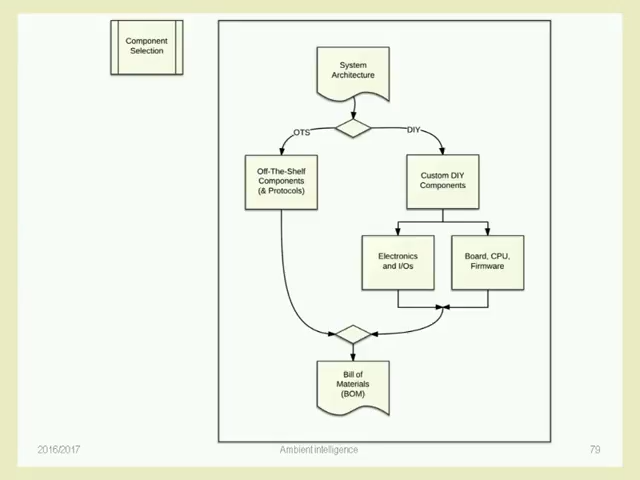 Component
Selection
System
Architecture
OTS
DIY
Off-The-Shelf
Components
(& Protocols)
Custom DIY
Components
Electronics
and I/Os
Board, CPU,
Firmware
Bill of
Materials
(BOM)
2016/2017
Ambient intelligence
79